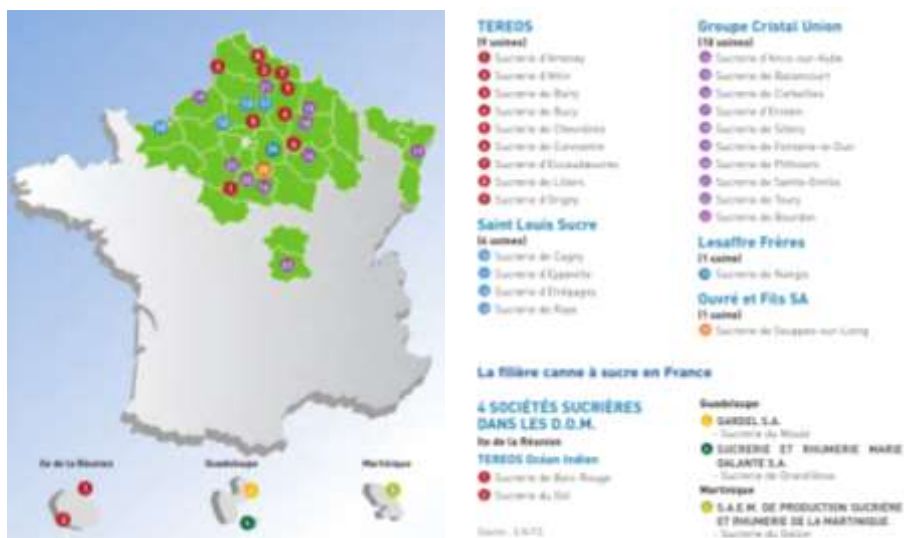 TEREOS
(9 usines)
Sucrerie d'Artenay
Sucrerie d'Attin
Sucrerie de Boiry
Sucrerie de Bucy
Sucrerie de Chevrières
Sucrerie de Connantre
Sucrerie d'Escaudœuvres
Sucrerie de Lillers
Sucrerie d'Origny
Saint Louis Sucre
(4 usines)
Sucrerie de Cagny
Sucrerie d'Eppeville
Sucrerie d'Etrépagny
Sucrerie de Roye
Groupe Cristal Union
(10 usines)
Sucrerie d'Arcis-sur-Aube
Sucrerie de Bazancourt
Sucrerie de Corbeilles
Sucrerie d'Erstein
Sucrerie de Sillery
Sucrerie de Fontaine-le-Dun
Sucrerie de Pithiviers
Sucrerie de Sainte-Emilie
Sucrerie de Toury
Sucrerie de Bourdon
Lesaffre Frères
(1 usine)
Sucrerie de Nangis
Ouvré et Fils SA
(1 usine)
Sucrerie de Souppes-sur-Loing
La filière canne à sucre en France
4 SOCIÉTÉS SUCRIÈRES
DANS LES D.O.M.
Ile de la Réunion
TEREOS Océan Indien
1 Sucrerie de Bois Rouge
2 Sucrerie du Gol
Guadeloupe
GARDEL S.A.
- Sucrerie du Moule
SUCRERIE ET RHUMERIE MARIE
GALANTE S.A.
- Sucrerie de Grand'Anse
Martinique
S.A.E.M. DE PRODUCTION SUCRIÈRE
ET RHUMERIE DE LA MARTINIQUE
- Sucrerie du Galion
Ile de la Réunion
Guadeloupe
Martinique